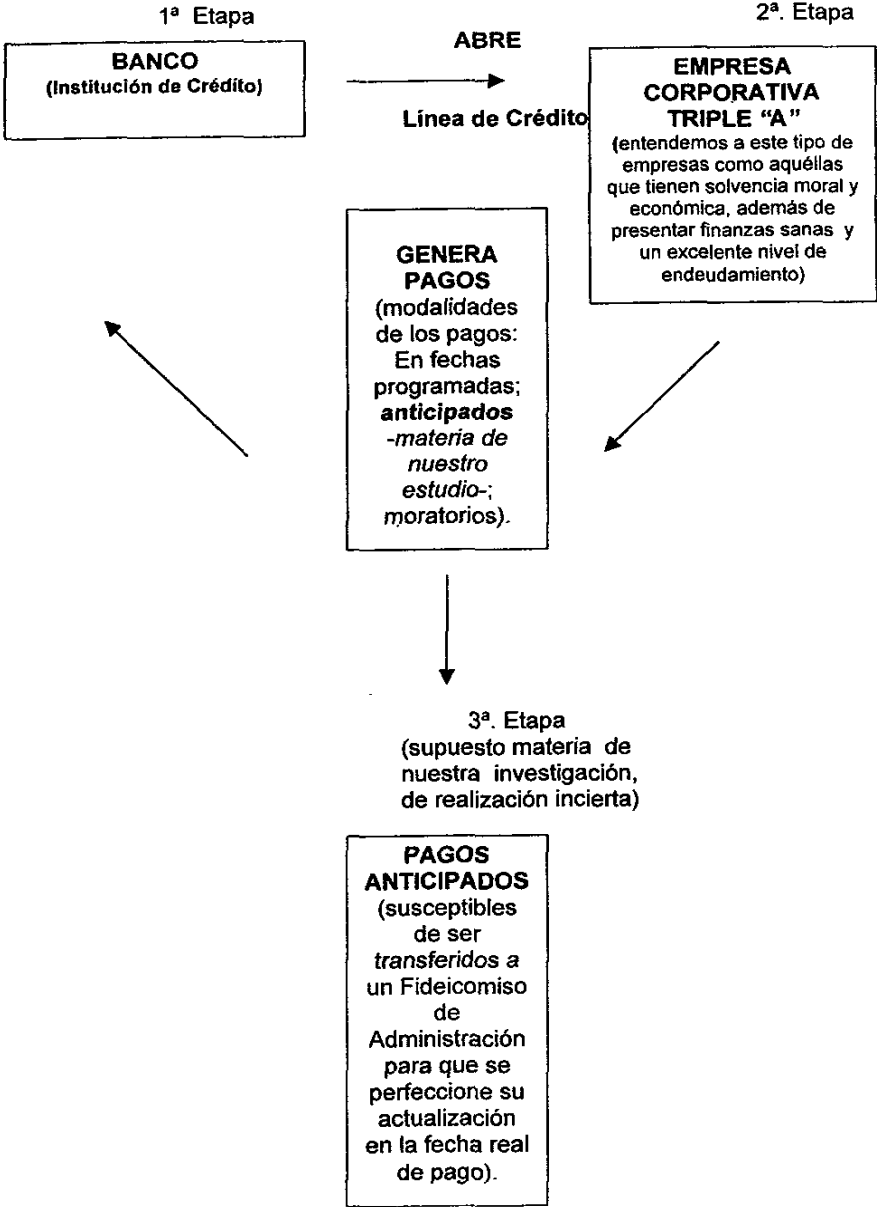 1ª Etapa
BANCO
(Institución de Crédito)
ABRE
Línea de Crédito
2ª. Etapa
EMPRESA
CORPORATIVA
TRIPLE “A”
(entendemos a este tipo de
empresas como aquéllas
que tienen solvencia moral y
económica, además de
presentar finanzas sanas y
un excelente nivel de
endeudamiento)
GENERA
PAGOS
(modalidades
de los pagos:
En fechas
programadas;
anticipados
-materia de
nuestro
estudio-;
moratorios).
3ª. Etapa
(supuesto materia de
nuestra investigación,
de realización incierta)
PAGOS
ANTICIPADOS
(susceptibles
de ser
transferidos a
un Fideicomiso
de
Administración
para que se
perfeccione su
actualización
en la fecha real
de pago).